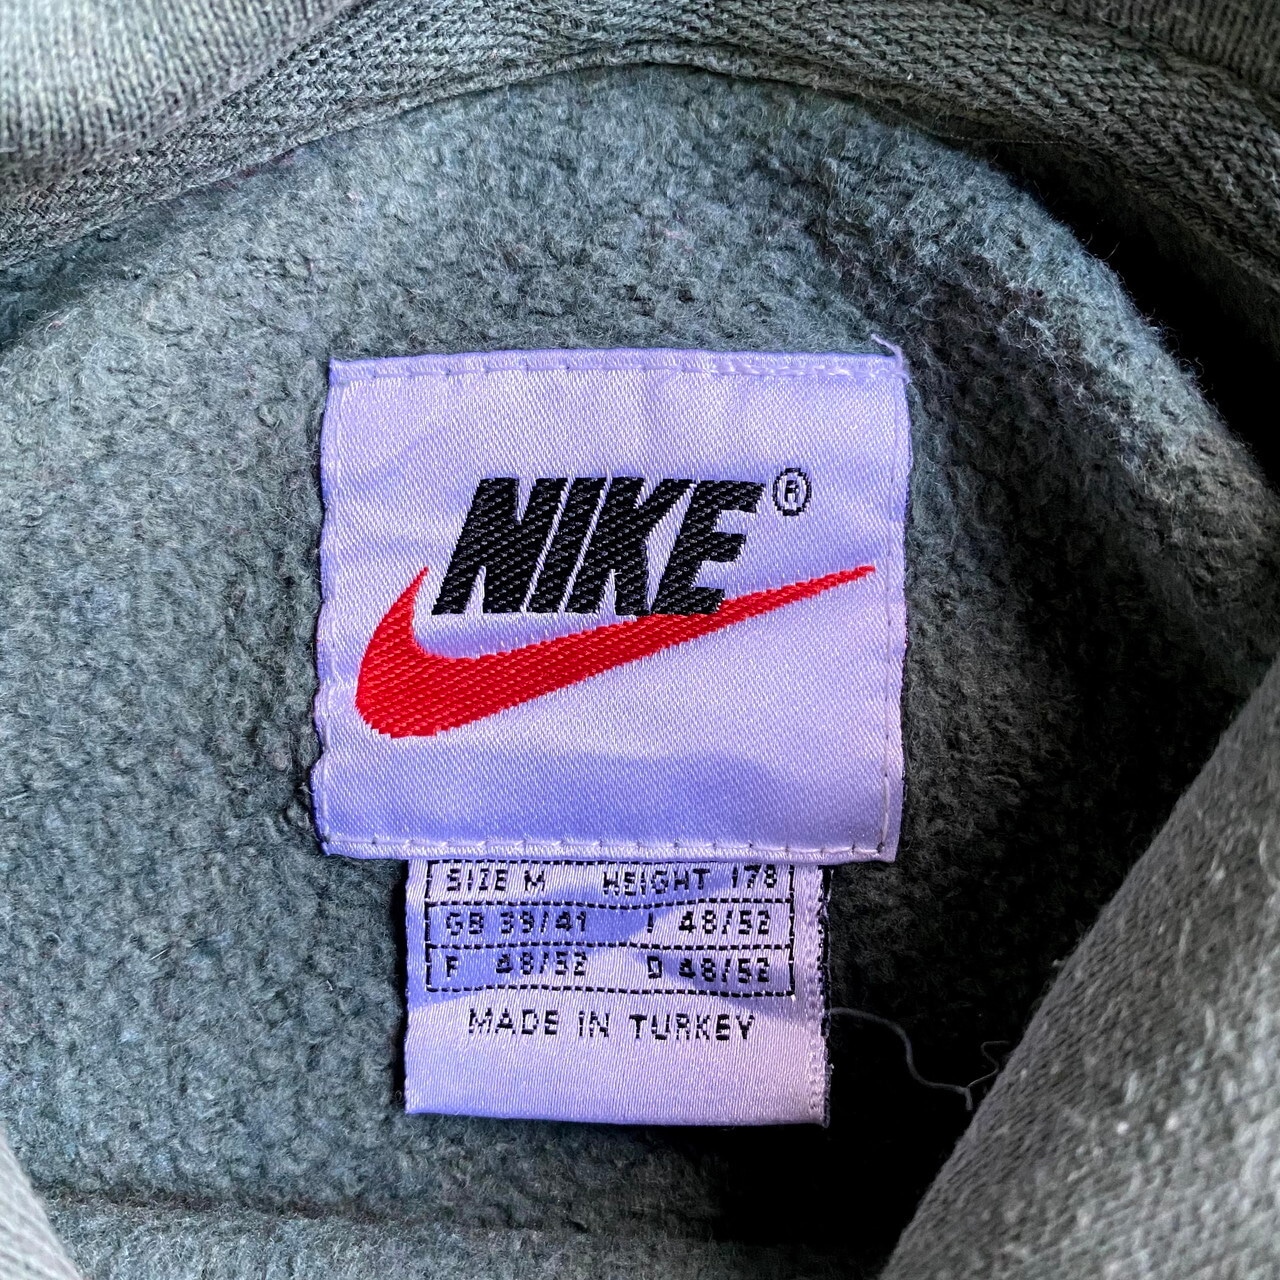 NIKE®
SIZE M HEIGHT 178
GB 39/41 I 48/52
F 48/52 D 48/52
MADE IN TURKEY